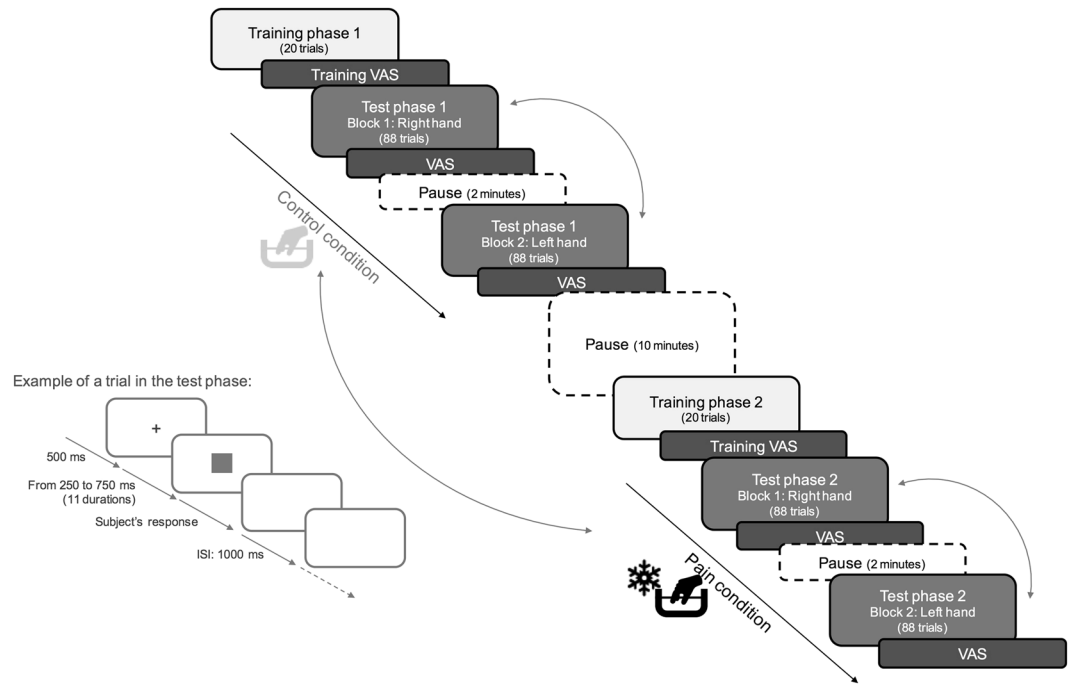 Training phase 1
(20 trials)
Training VAS
Test phase 1
Block 1: Right hand
(88 trials)
VAS
Pause (2 minutes)
Test phase 1
Block 2: Left hand
(88 trials)
VAS
Control condition
Pause (10 minutes)
Training phase 2
(20 trials)
Training VAS
Test phase 2
Block 1: Right hand
(88 trials)
VAS
Pause (2 minutes)
Test phase 2
Block 2: Left hand
(88 trials)
VAS
Pain condition
Example of a trial in the test phase:
+
500 ms
From 250 to 750 ms
(11 durations)
Subject's response
ISI: 1000 ms